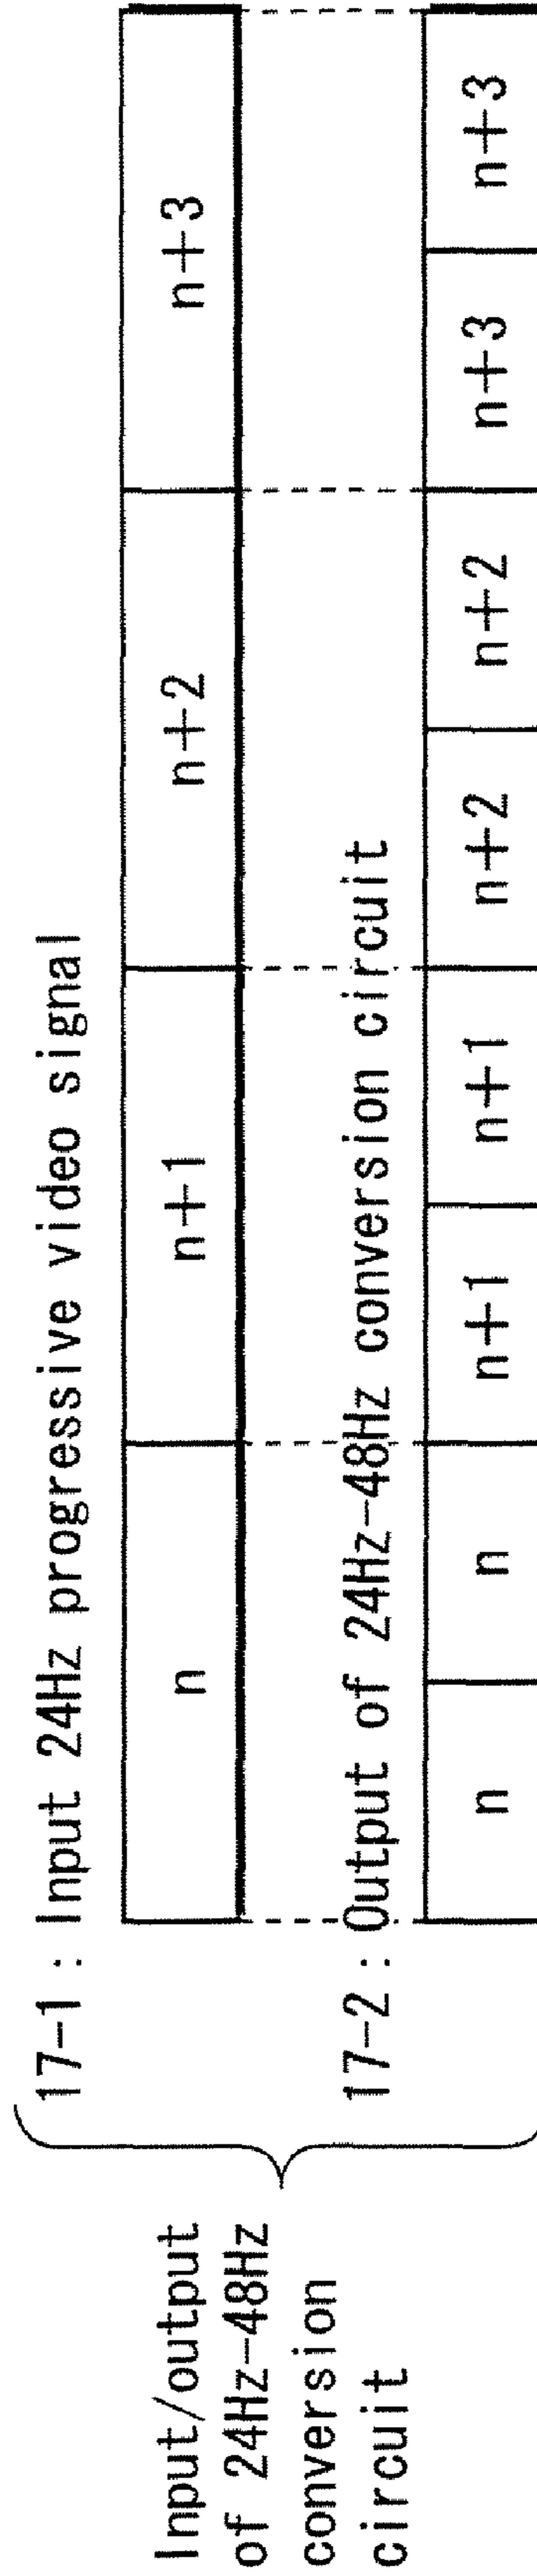 Input/output
of 24Hz-48Hz
conversion
circuit
17-1: Input 24Hz progressive video signal
n n+1 n+2 n+3
17-2: Output of 24Hz-48Hz conversion circuit
n n n+1 n+1 n+2 n+2 n+3 n+3